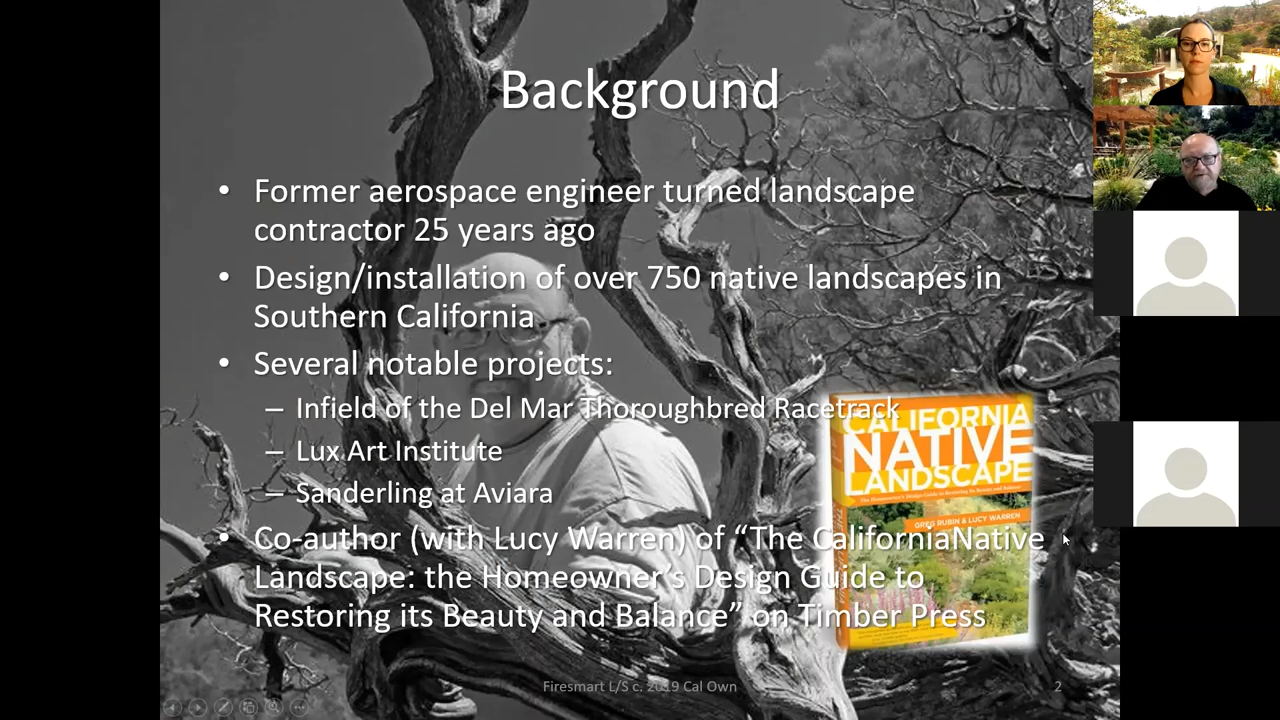 Background
• Former aerospace engineer turned landscape
contractor 25 years ago
• Design/installation of over 750 native landscapes in
Southern California
• Several notable projects:
– Infield of the Del Mar Thoroughbred Racetrack
– Lux Art Institute
– Sanderling at Aviara
• Co-author (with Lucy Warren) of “The CaliforniaNative
Landscape: the Homeowner’s Design Guide to
Restoring its Beauty and Balance” on Timber Press
CALIFORNIA
NATIVE
LANDSCAPE
The Homeowner's Design Guide to Restoring Its Beauty and Balance
GREG RUBIN & LUCY WARREN
Firesmart L/S c. 2019 Cal Own
2